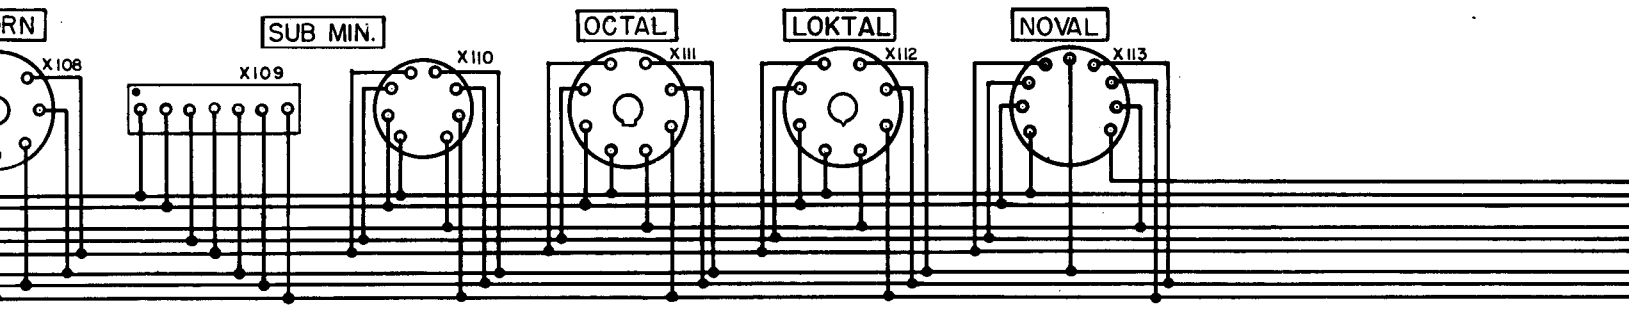 RN
X108
SUB MIN.
X109
X110
OCTAL
X111
LOKTAL
X112
NOVAL
X113